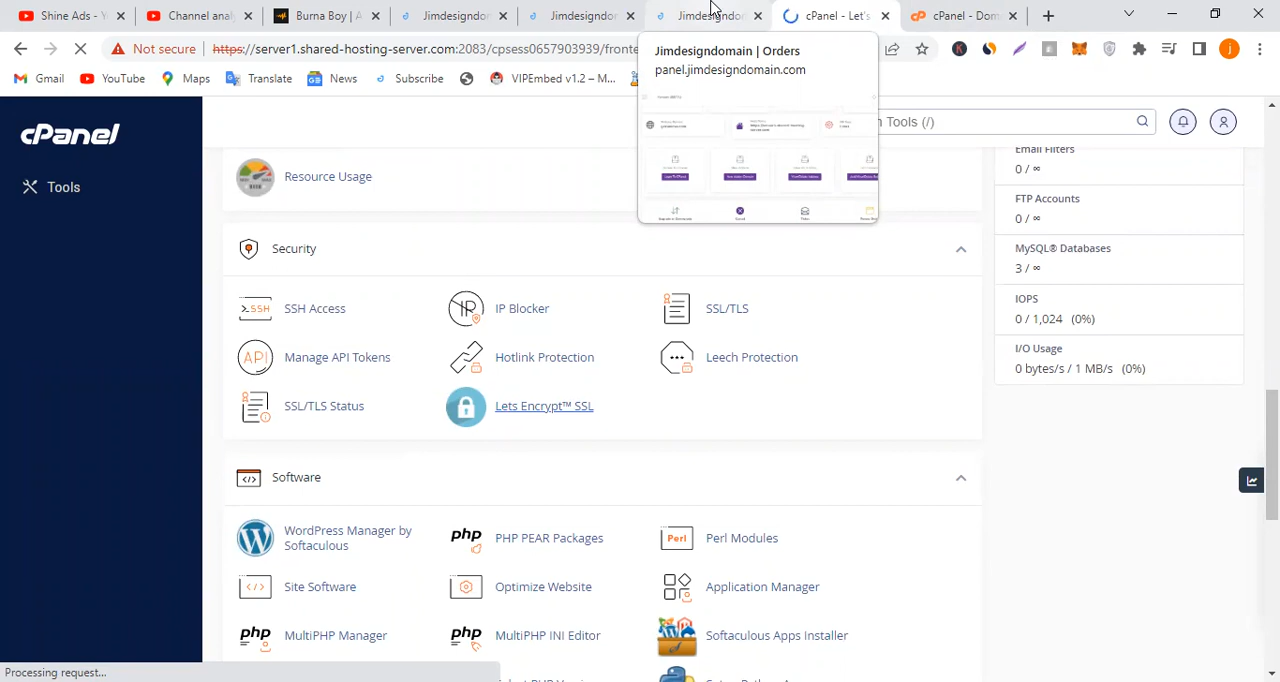 Shine Ads - Y
Channel analy
Burna Boy | A
Jimdesigndor
Jimdesigndor
Jimdesigndor
cPanel - Let's
cPanel - Dom
Not secure
https://server1.shared-hosting-server.com:2083/cpsess0657903939/fronte
Gmail
YouTube
Maps
Translate
News
Subscribe
VIPEmbed v1.2 – M...
Jimdesigndomain | Orders
panel.jimdesigndomain.com
cPanel
Tools
h Tools (/)
Resource Usage
Security
SSH Access
IP Blocker
SSL/TLS
Manage API Tokens
Hotlink Protection
Leech Protection
SSL/TLS Status
Lets Encrypt™ SSL
Software
WordPress Manager by
Softaculous
PHP PEAR Packages
Perl Modules
Site Software
Optimize Website
Application Manager
MultiPHP Manager
MultiPHP INI Editor
Softaculous Apps Installer
Email Filters
0 / ∞
FTP Accounts
0 / ∞
MySQL® Databases
3 / ∞
IOPS
0 / 1,024 (0%)
I/O Usage
0 bytes/s / 1 MB/s (0%)
Processing request...